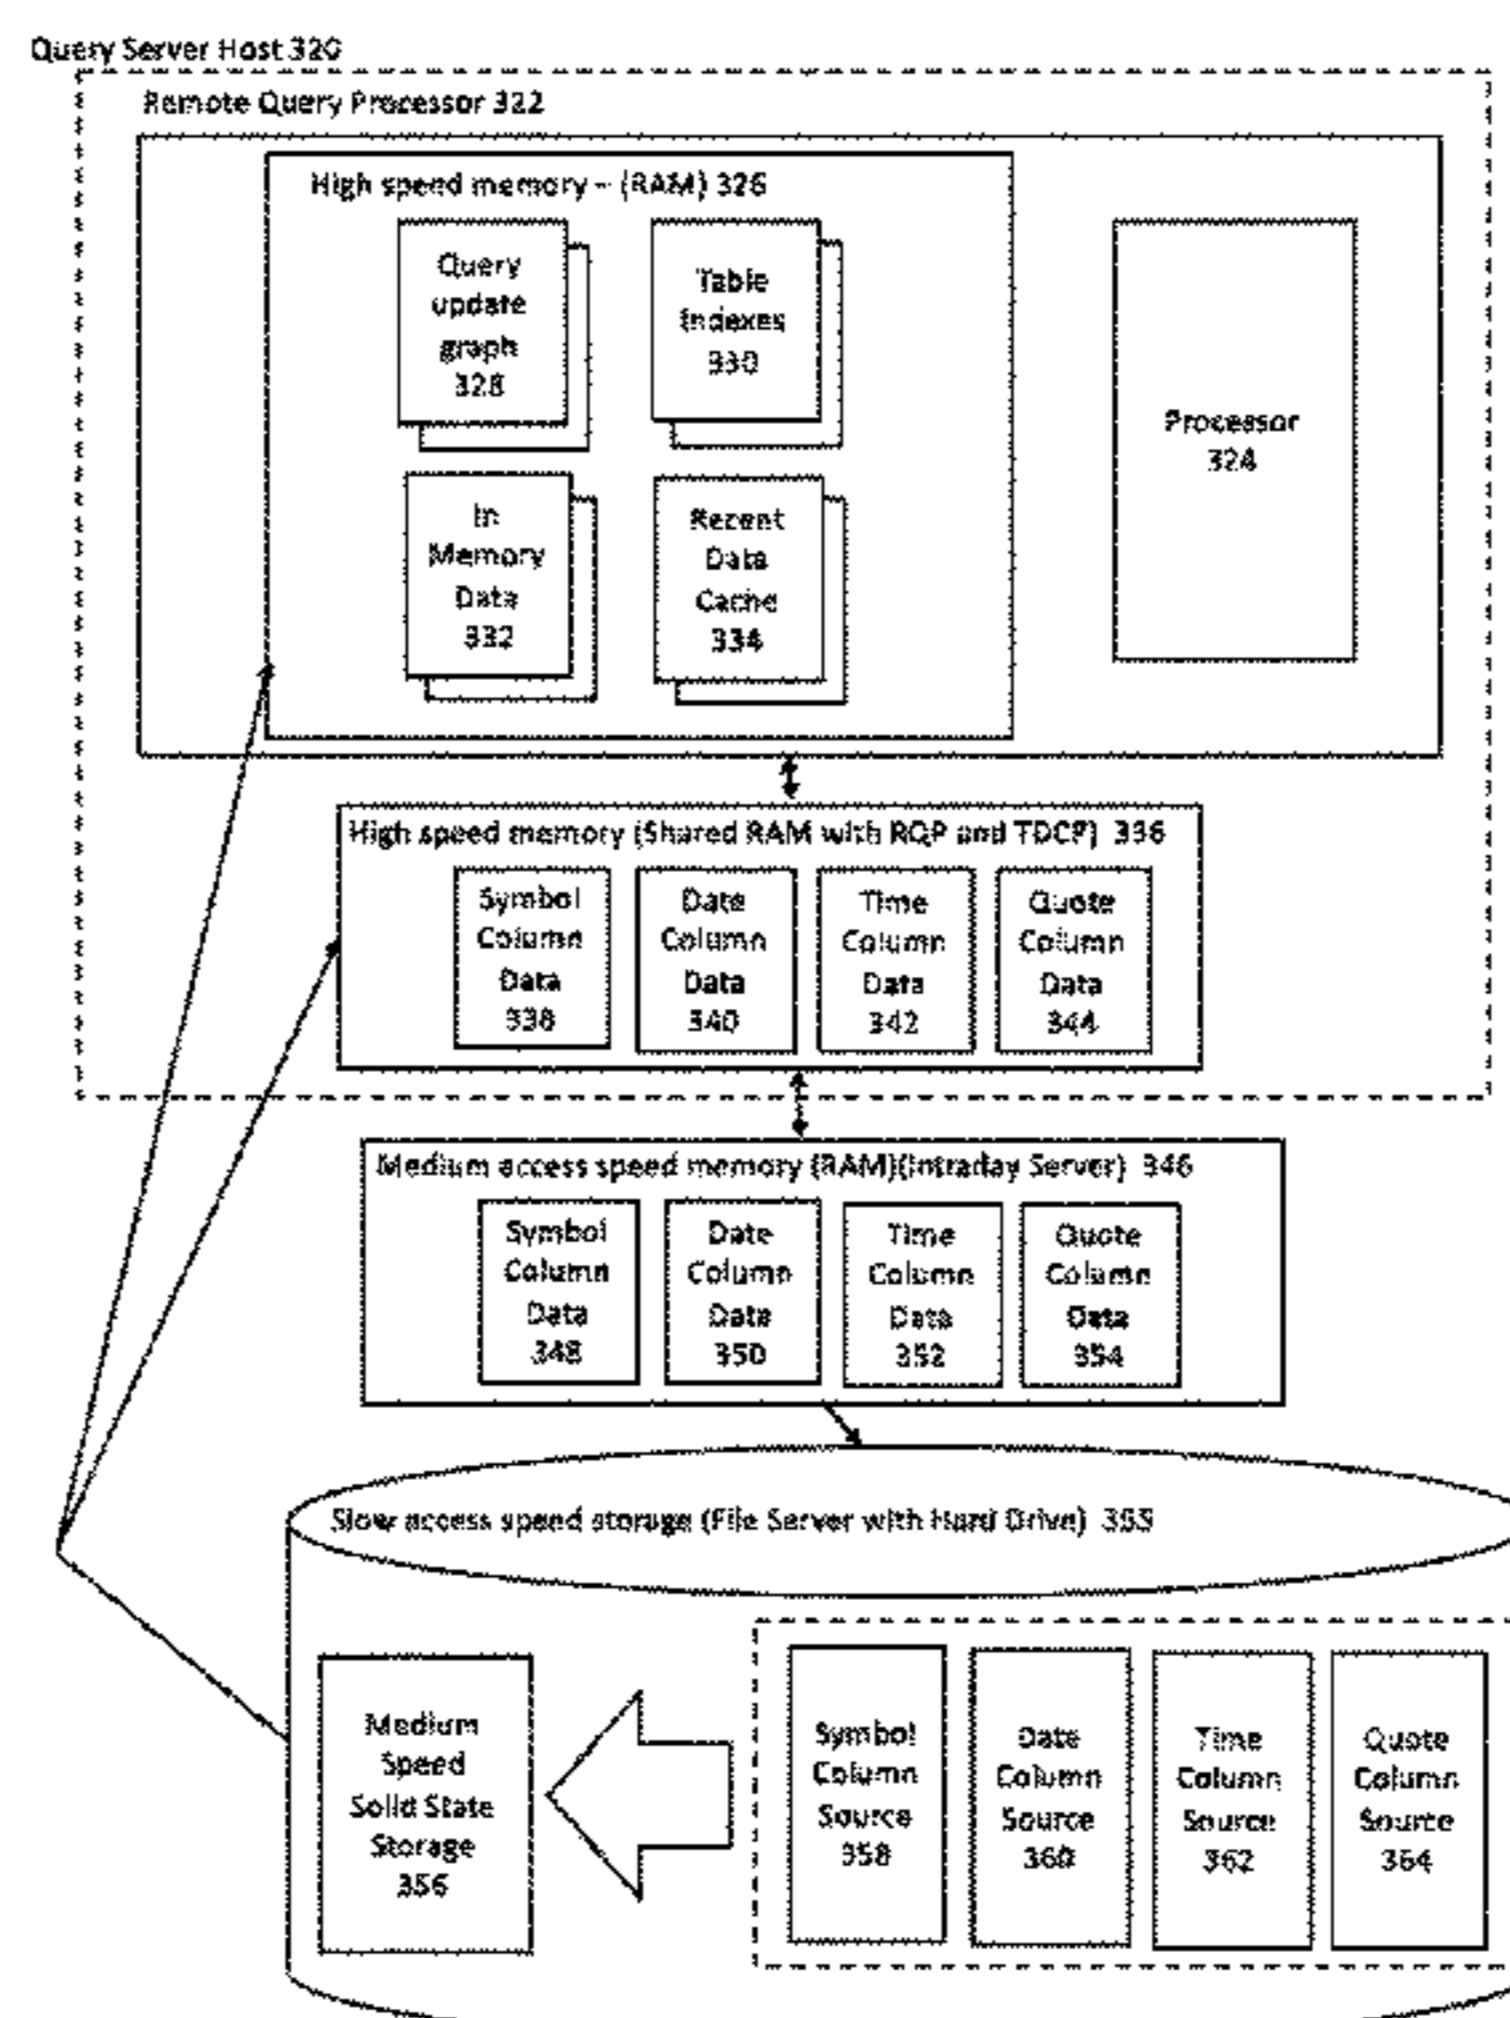 Query Server Host 320
Remote Query Processor 322
High speed memory – (RAM) 326
Query
update
graph
328
Table
Indexes
330
Processor
324
In
Memory
Data
332
Recent
Data
Cache
334
High speed memory (Shared RAM with RQP and TDCP) 336
Symbol
Column
Data
338
Date
Column
Data
340
Time
Column
Data
342
Quote
Column
Data
344
Medium access speed memory (RAM)(Intraday Server) 346
Symbol
Column
Data
348
Date
Column
Data
350
Time
Column
Data
352
Quote
Column
Data
354
Slow access speed storage (File Server with Hard Drive) 355
Medium
Speed
Solid State
Storage
356
Symbol
Column
Source
358
Date
Column
Source
360
Time
Column
Source
362
Quote
Column
Source
364